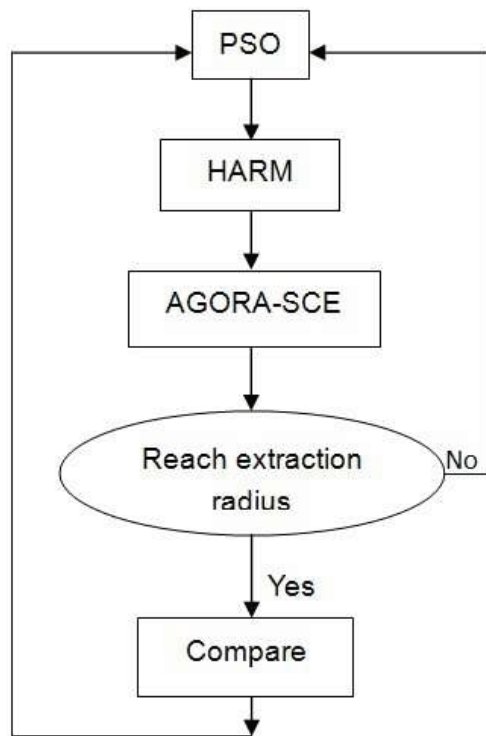 PSO
HARM
AGORA-SCE
Reach extraction
radius
No
Yes
Compare